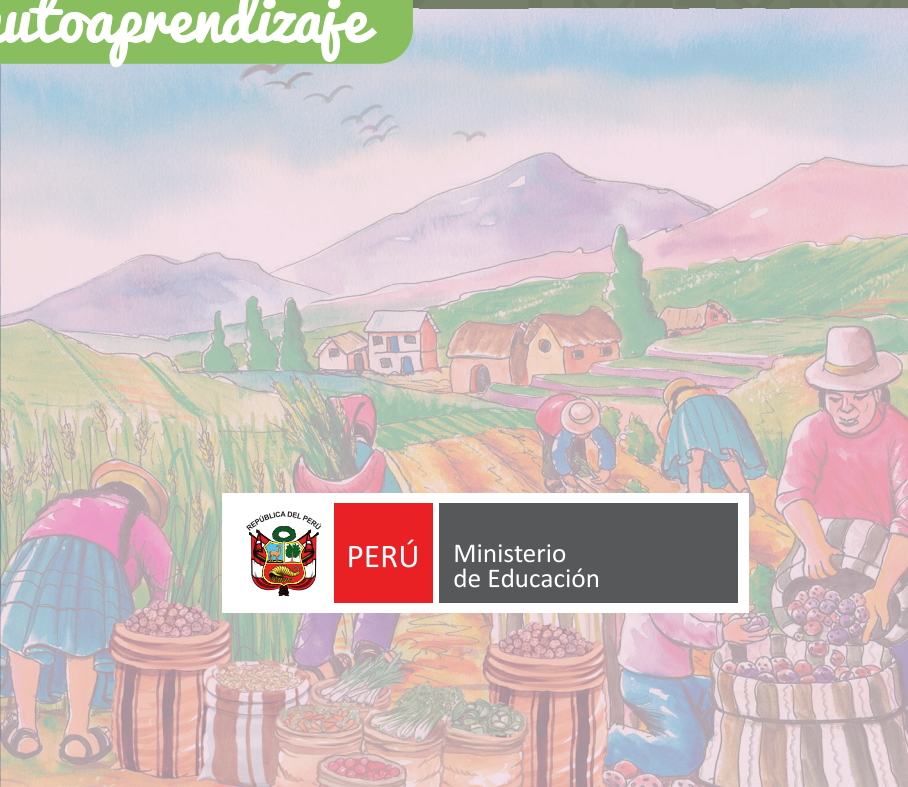 utoaprendizaje
REPÚBLICA DEL PERÚ
PERÚ
Ministerio
de Educación